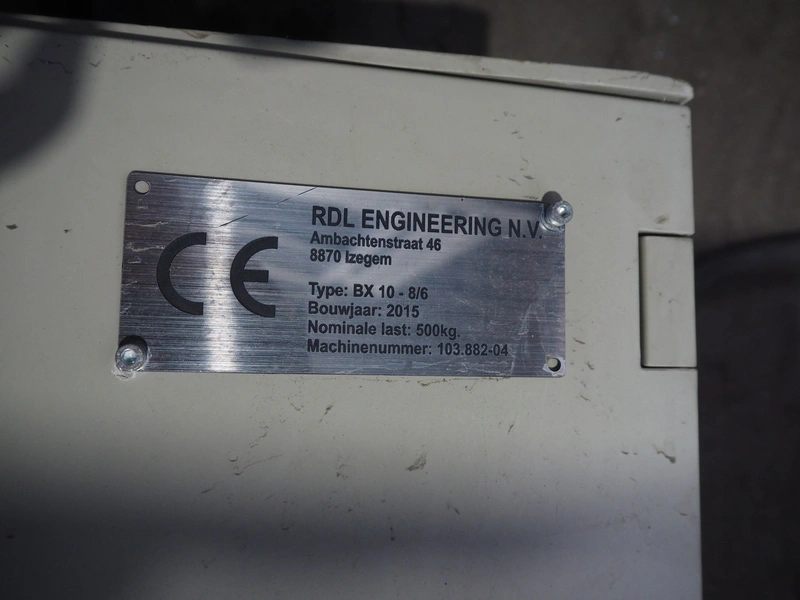 CE
RDL ENGINEERING N.V.
Ambachtenstraat 46
8870 Izegem
Type: BX 10 - 8/6
Bouwjaar: 2015
Nominale last: 500kg.
Machinenummer: 103.882-04